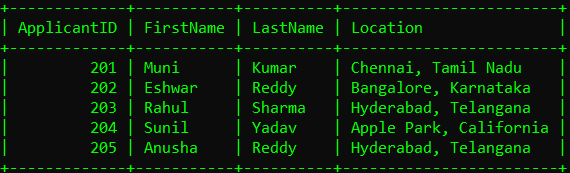 +-------------+-----------+----------+------------------------+
| ApplicantID | FirstName | LastName | Location               |
+-------------+-----------+----------+------------------------+
|         201 | Muni      | Kumar    | Chennai, Tamil Nadu    |
|         202 | Eshwar    | Reddy    | Bangalore, Karnataka   |
|         203 | Rahul     | Sharma   | Hyderabad, Telangana   |
|         204 | Sunil     | Yadav    | Apple Park, California |
|         205 | Anusha    | Reddy    | Hyderabad, Telangana   |
+-------------+-----------+----------+------------------------+